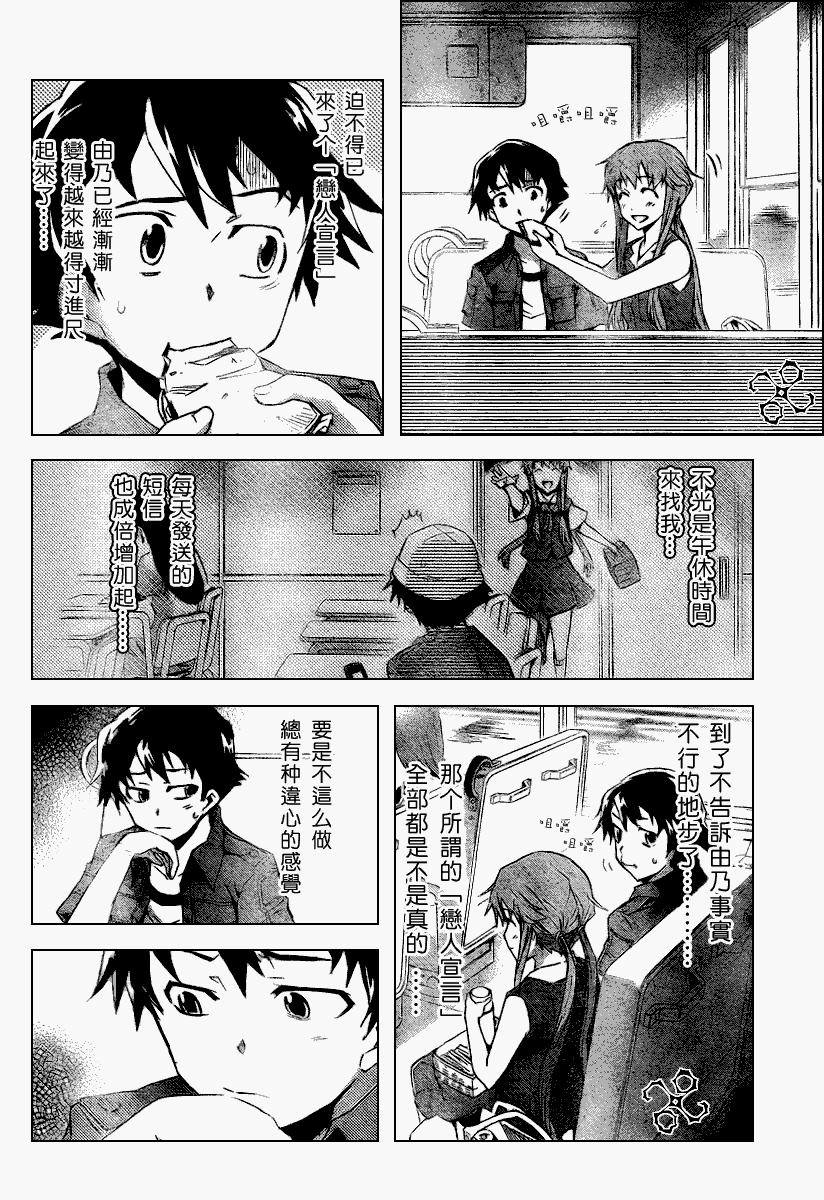 咀嚼咀嚼
迫不得已
來了个「戀人宣言」
由乃已經漸漸
變得越來越得寸進尺
起來了……
不光是午休時間
來找我…
每天發送的
短信
也成倍增加起……
到了不告訴由乃事實
不行的地步了…………
咀嚼咀嚼
那个所謂的「戀人宣言」
全部都是不是真的……
要是不這么做
總有种違心的感覺